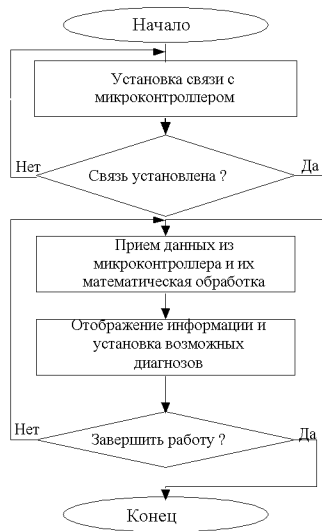 Начало
Установка связи с
микроконтроллером
Связь установлена ?
Нет
Да
Прием данных из
микроконтроллера и их
математическая обработка
Отображение информации и
установка возможных
диагнозов
Завершить работу ?
Нет
Да
Конец